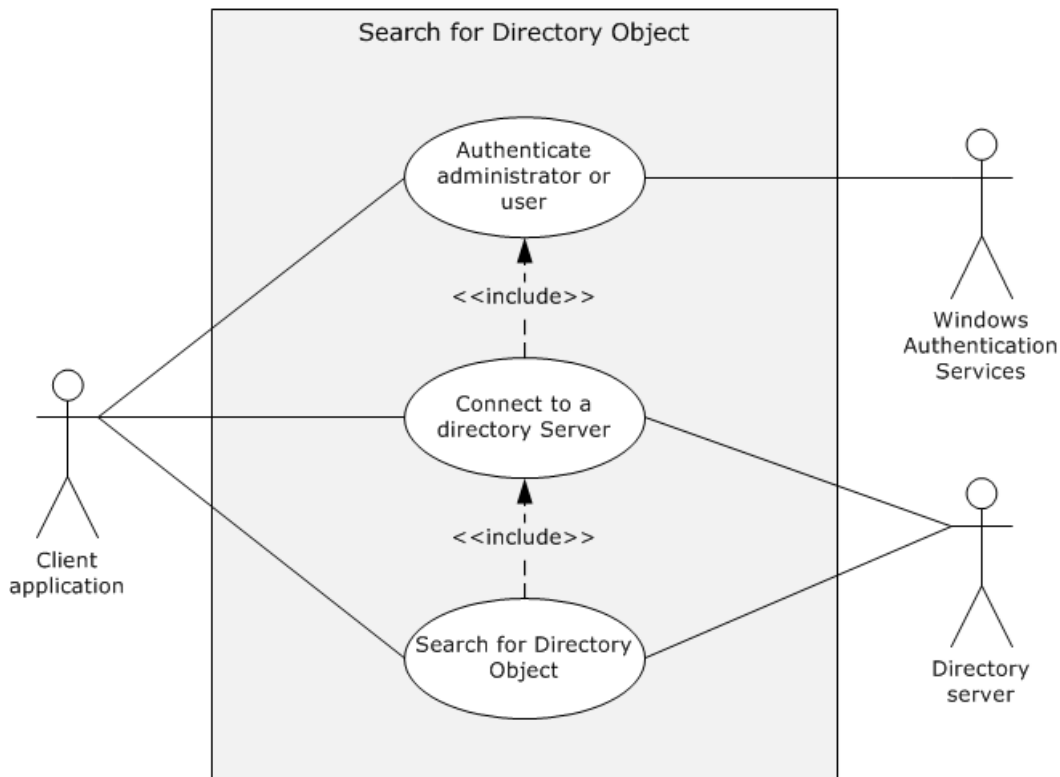 Search for Directory Object
Authenticate
administrator or
user
<<include>>
Windows
Authentication
Services
Connect to a
directory Server
Client
application
<<include>>
Search for Directory
Object
Directory
server